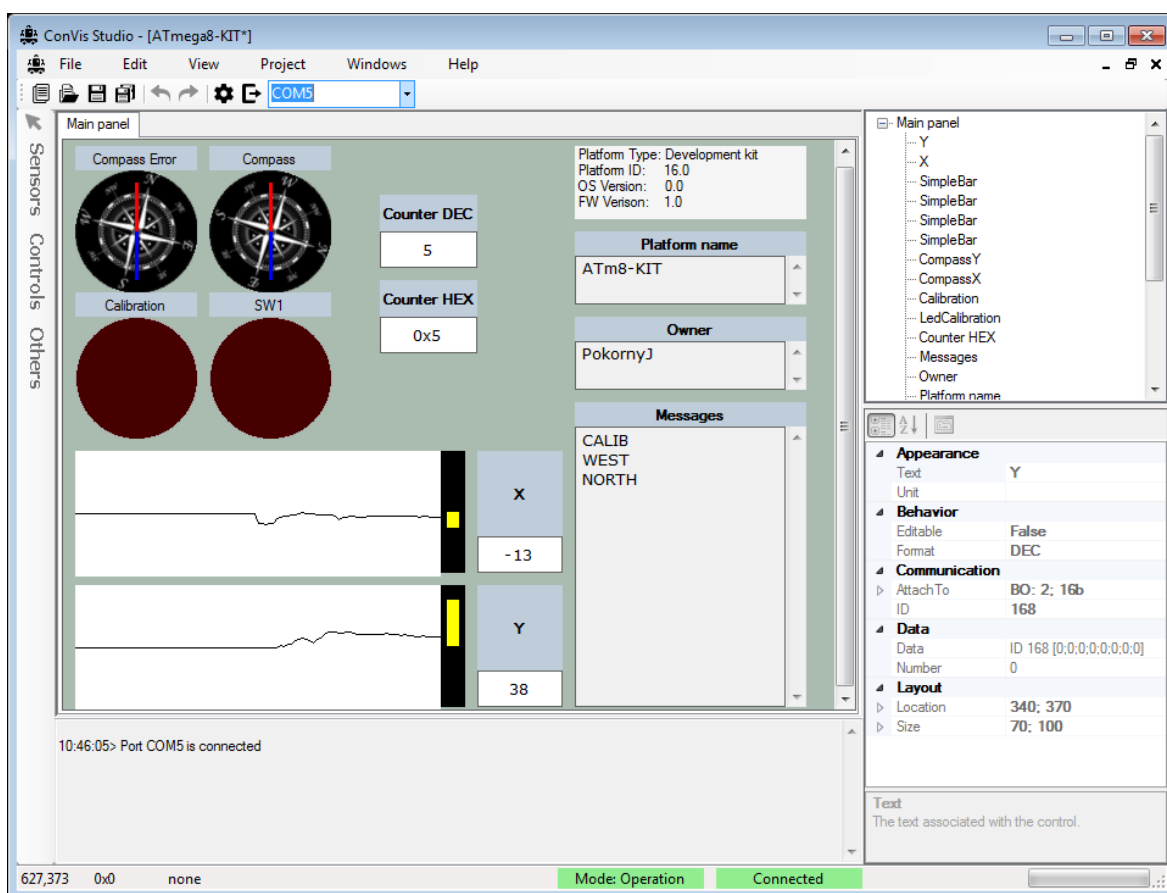 ConVis Studio - [ATmega8-KIT*]
File Edit View Project Windows Help
COM5
Sensors
Controls
Others
Main panel
Compass Error
Compass
N
W
E
S
W
S
N
E
Calibration
SW1
Counter DEC
5
Counter HEX
0x5
Platform Type: Development kit
Platform ID: 16.0
OS Version: 0.0
FW Verison: 1.0
Platform name
ATm8-KIT
Owner
PokornyJ
Messages
CALIB
WEST
NORTH
X
-13
Y
38
10:46:05> Port COM5 is connected
Main panel
Y
X
SimpleBar
SimpleBar
SimpleBar
SimpleBar
CompassY
CompassX
Calibration
LedCalibration
Counter HEX
Messages
Owner
Platform name
Appearance
Text Y
Unit
Behavior
Editable False
Format DEC
Communication
AttachTo BO: 2; 16b
ID 168
Data
Data ID 168 [0;0;0;0;0;0;0;0]
Number 0
Layout
Location 340; 370
Size 70; 100
Text
The text associated with the control.
627,373 0x0 none Mode: Operation Connected